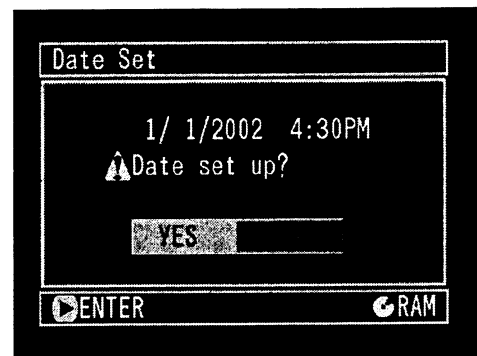 Date Set
1/ 1/2002 4:30PM
Date set up?
YES
ENTER RAM